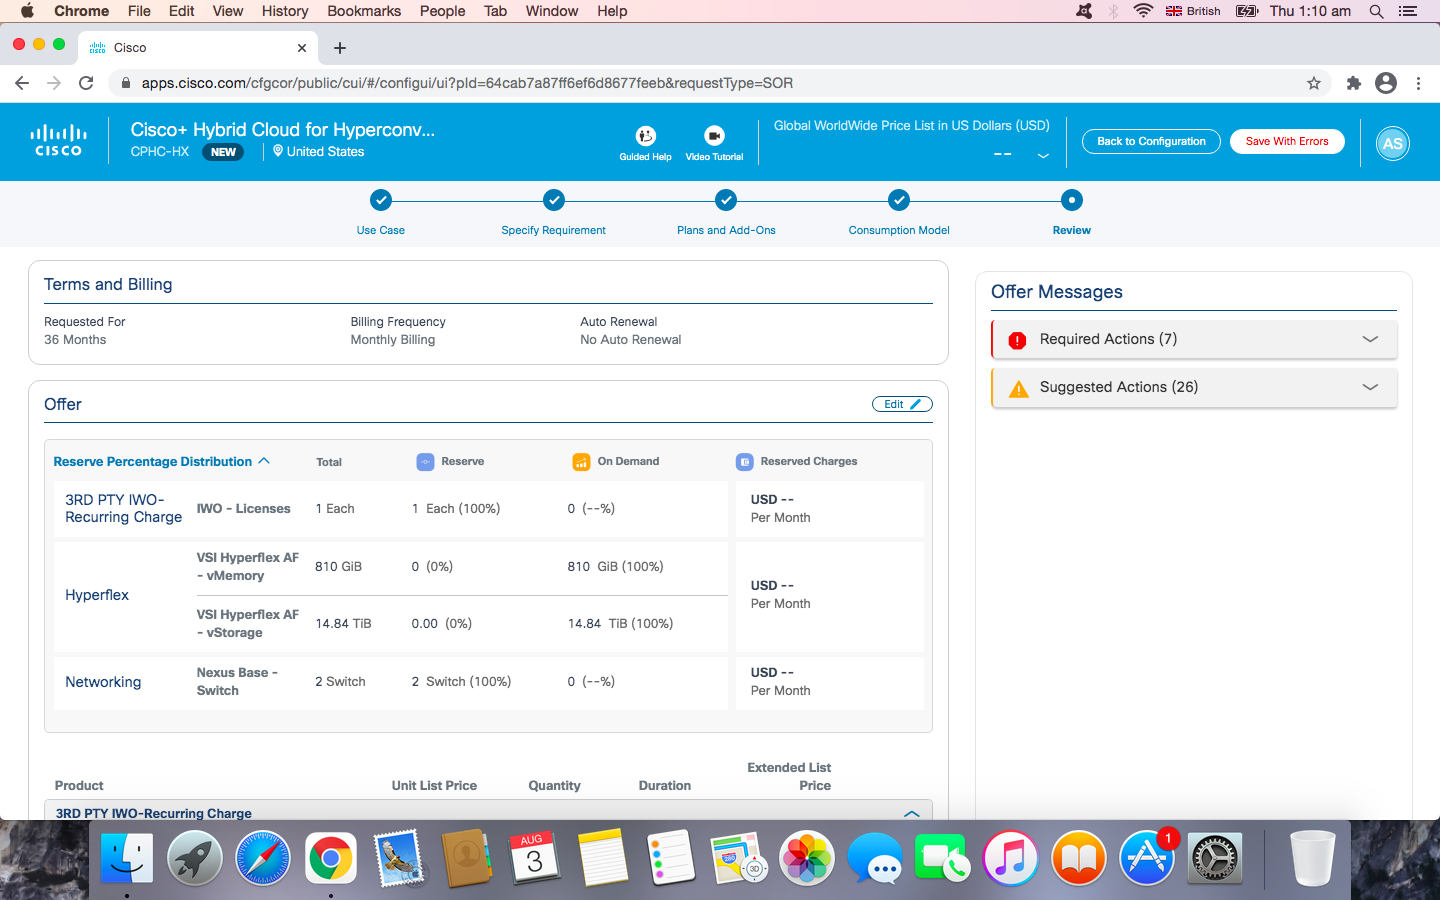 Chrome File Edit View History Bookmarks People Tab Window Help British Thu 1:10 am
Cisco
apps.cisco.com/cfgcor/public/cui/#/configui/ui?pId=64cab7a87ff6ef6d8677feeb&requestType=SOR
CISCO
Cisco+ Hybrid Cloud for Hyperconv...
CPHC-HX NEW United States
Guided Help Video Tutorial
Global WorldWide Price List in US Dollars (USD)
--
Back to Configuration Save With Errors AS
Use Case Specify Requirement Plans and Add-Ons Consumption Model Review
Terms and Billing
Requested For Billing Frequency Auto Renewal
36 Months Monthly Billing No Auto Renewal
Offer Messages
Required Actions (7)
Suggested Actions (26)
Offer Edit
Reserve Percentage Distribution Total Reserve On Demand Reserved Charges
3RD PTY IWO-
Recurring Charge IWO - Licenses 1 Each 1 Each (100%) 0 (--%) USD --
Per Month
Hyperflex
VSI Hyperflex AF
- vMemory 810 GiB 0 (0%) 810 GiB (100%)
USD --
Per Month
VSI Hyperflex AF
- vStorage 14.84 TiB 0.00 (0%) 14.84 TiB (100%)
Networking Nexus Base -
Switch 2 Switch 2 Switch (100%) 0 (--%) USD --
Per Month
Product Unit List Price Quantity Duration Extended List
Price
3RD PTY IWO-Recurring Charge
AUG
3
280
3D
1